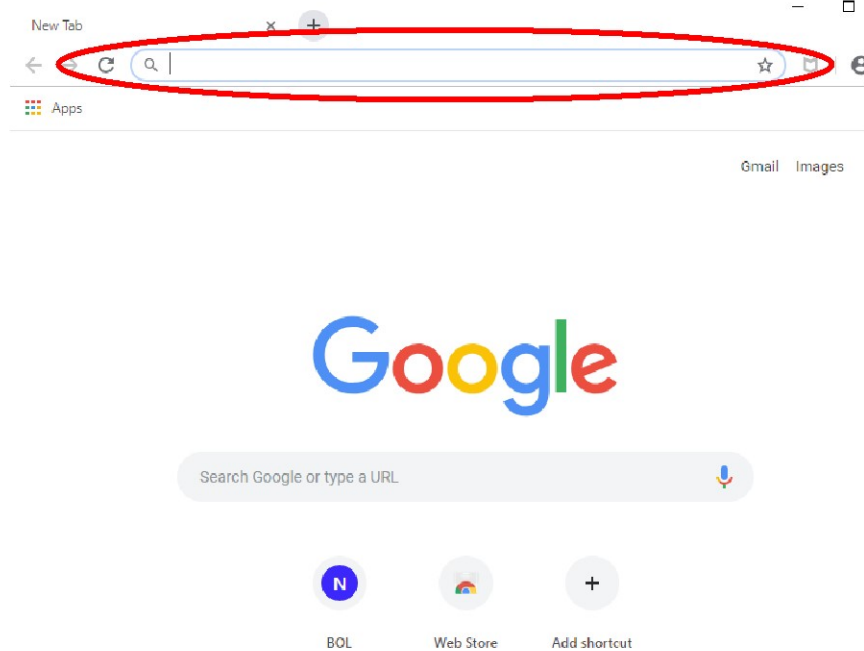 New Tab
Apps
Gmail Images
Google
Search Google or type a URL
N
BOL Web Store Add shortcut